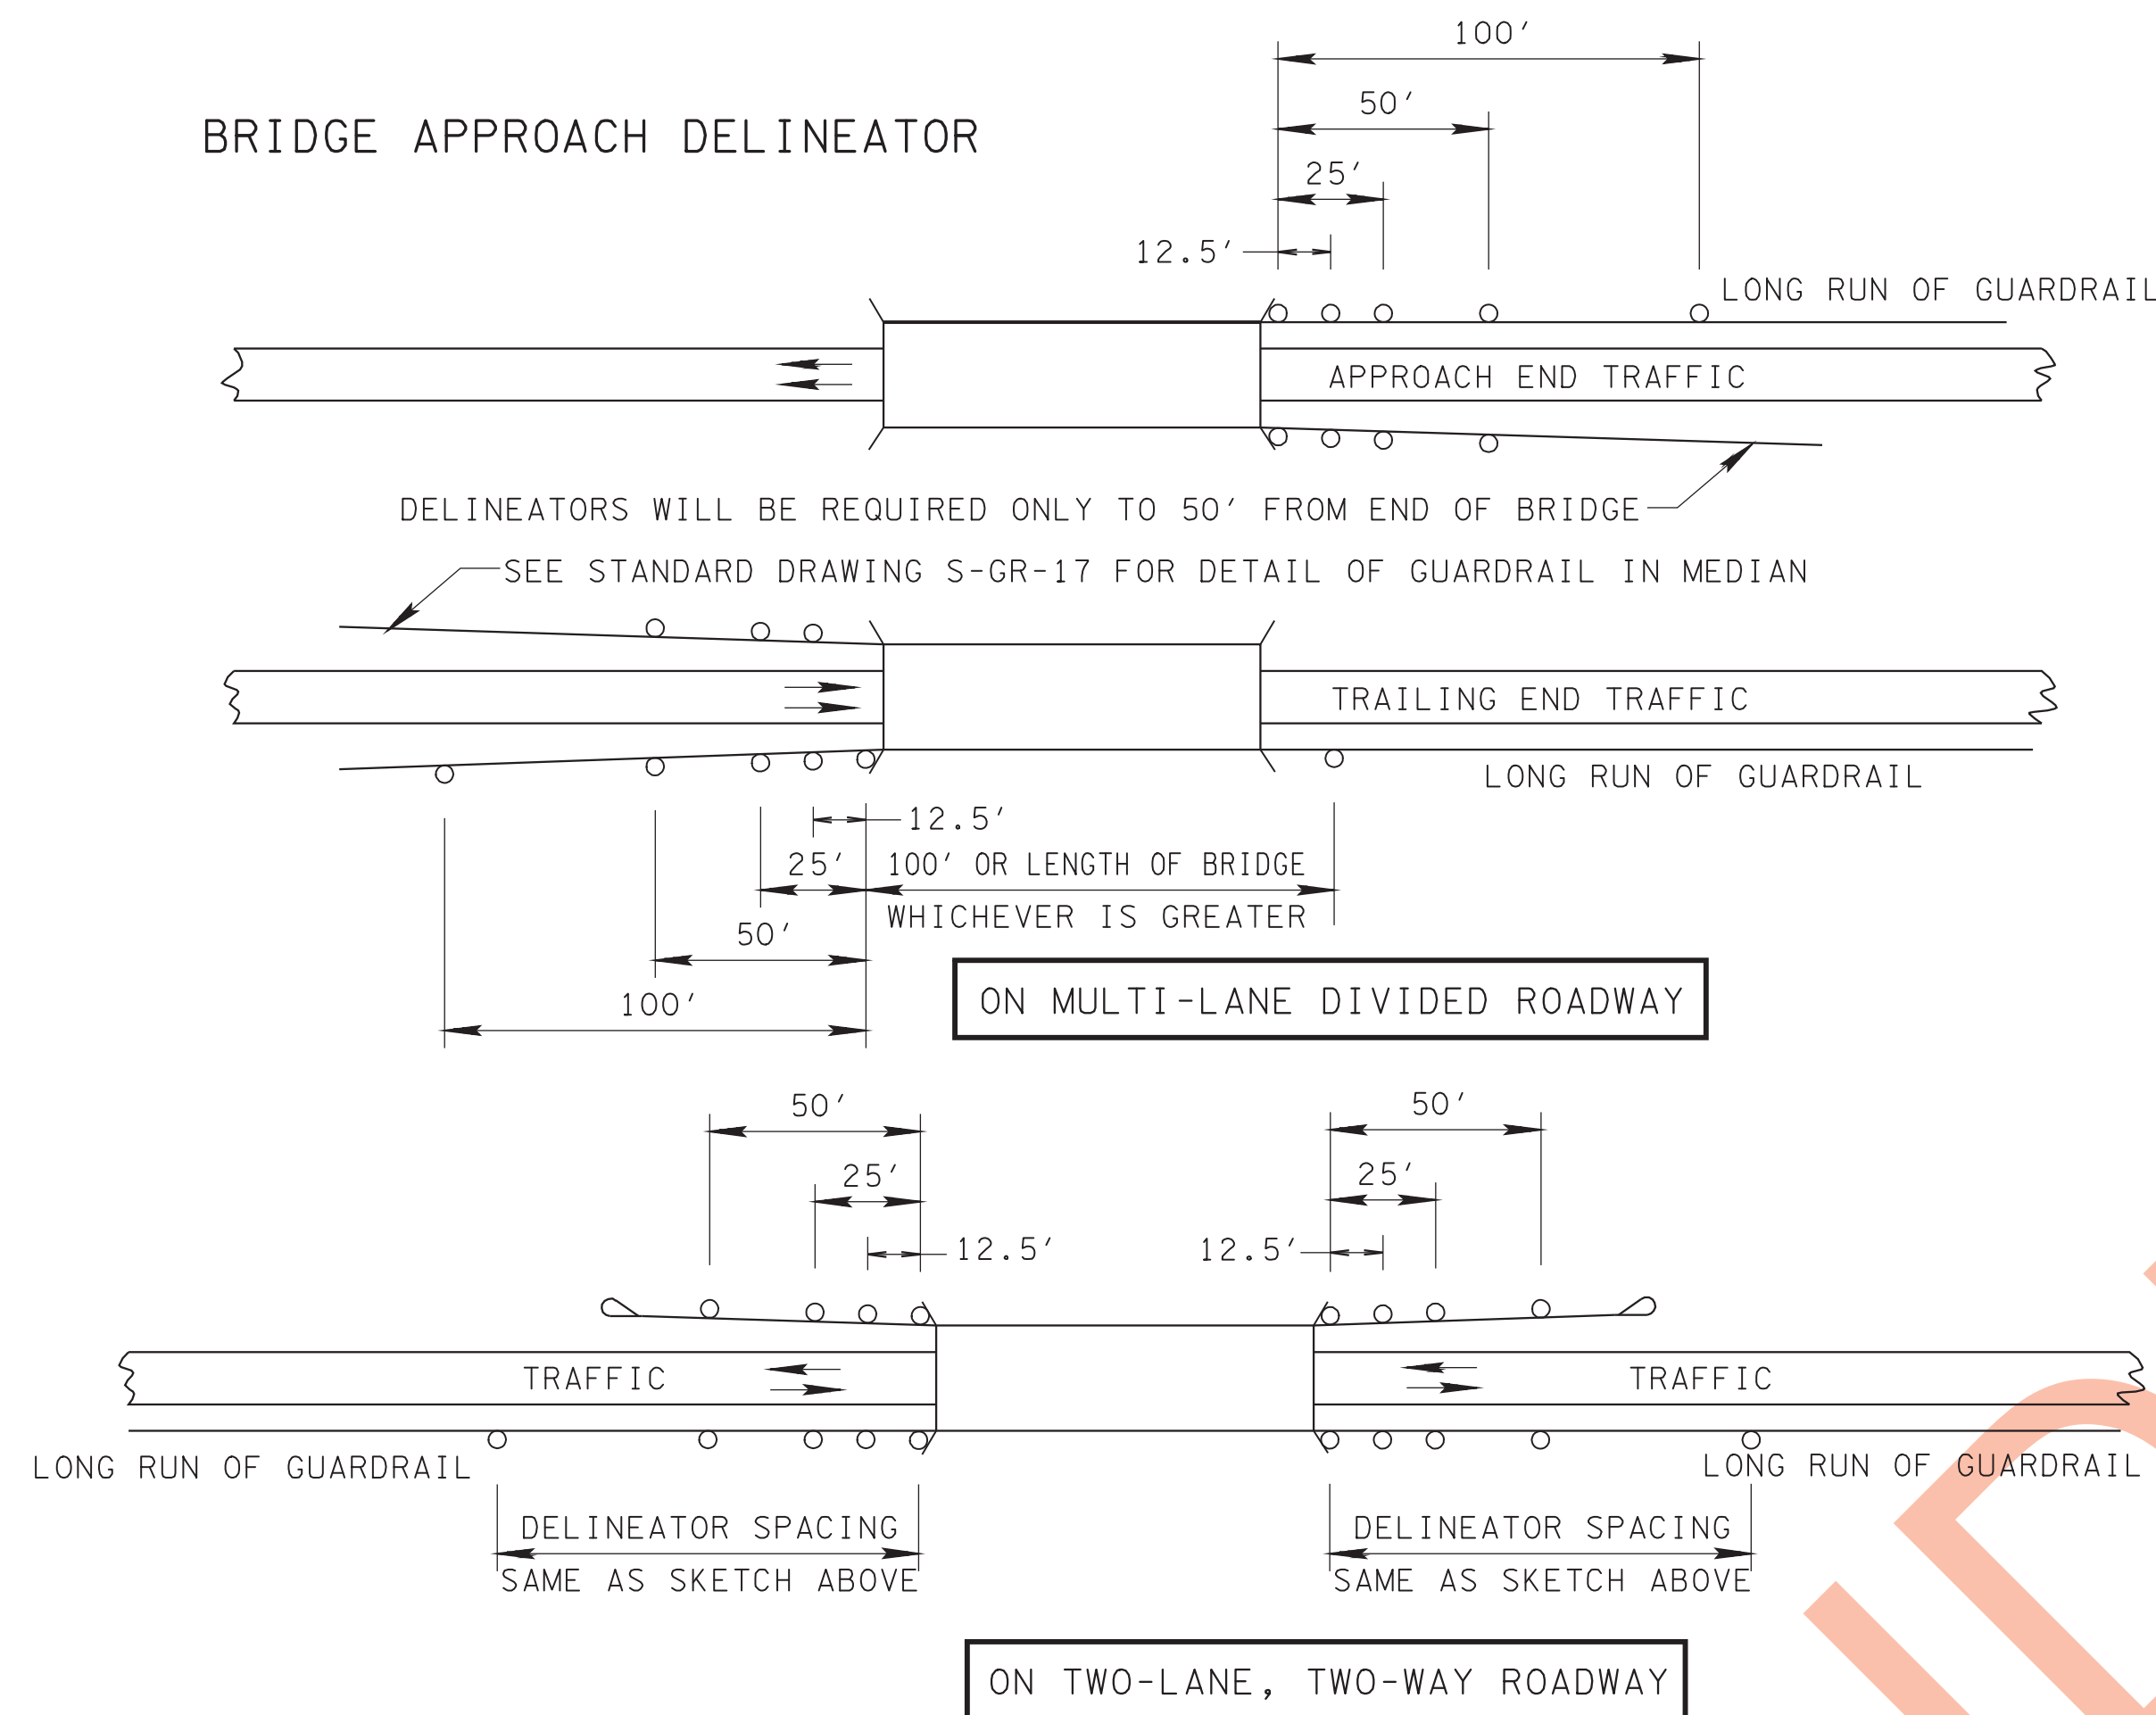 100'
BRIDGE APPROACH DELINEATOR
50'
25'
12.5'
LONG RUN OF GUARDRAIL
APPROACH END TRAFFIC
DELINEATORS WILL BE REQUIRED ONLY TO 50' FROM END OF BRIDGE
SEE STANDARD DRAWING S-GR-17 FOR DETAIL OF GUARDRAIL IN MEDIAN
TRAILING END TRAFFIC
LONG RUN OF GUARDRAIL
12.5'
25'
100' OR LENGTH OF BRIDGE
WHICHEVER IS GREATER
50'
100'
ON MULTI-LANE DIVIDED ROADWAY
50'
50'
25'
25'
12.5'
12.5'
TRAFFIC
TRAFFIC
LONG RUN OF GUARDRAIL
LONG RUN OF GUARDRAIL
DELINEATOR SPACING
SAME AS SKETCH ABOVE
DELINEATOR SPACING
SAME AS SKETCH ABOVE
ON TWO-LANE, TWO-WAY ROADWAY